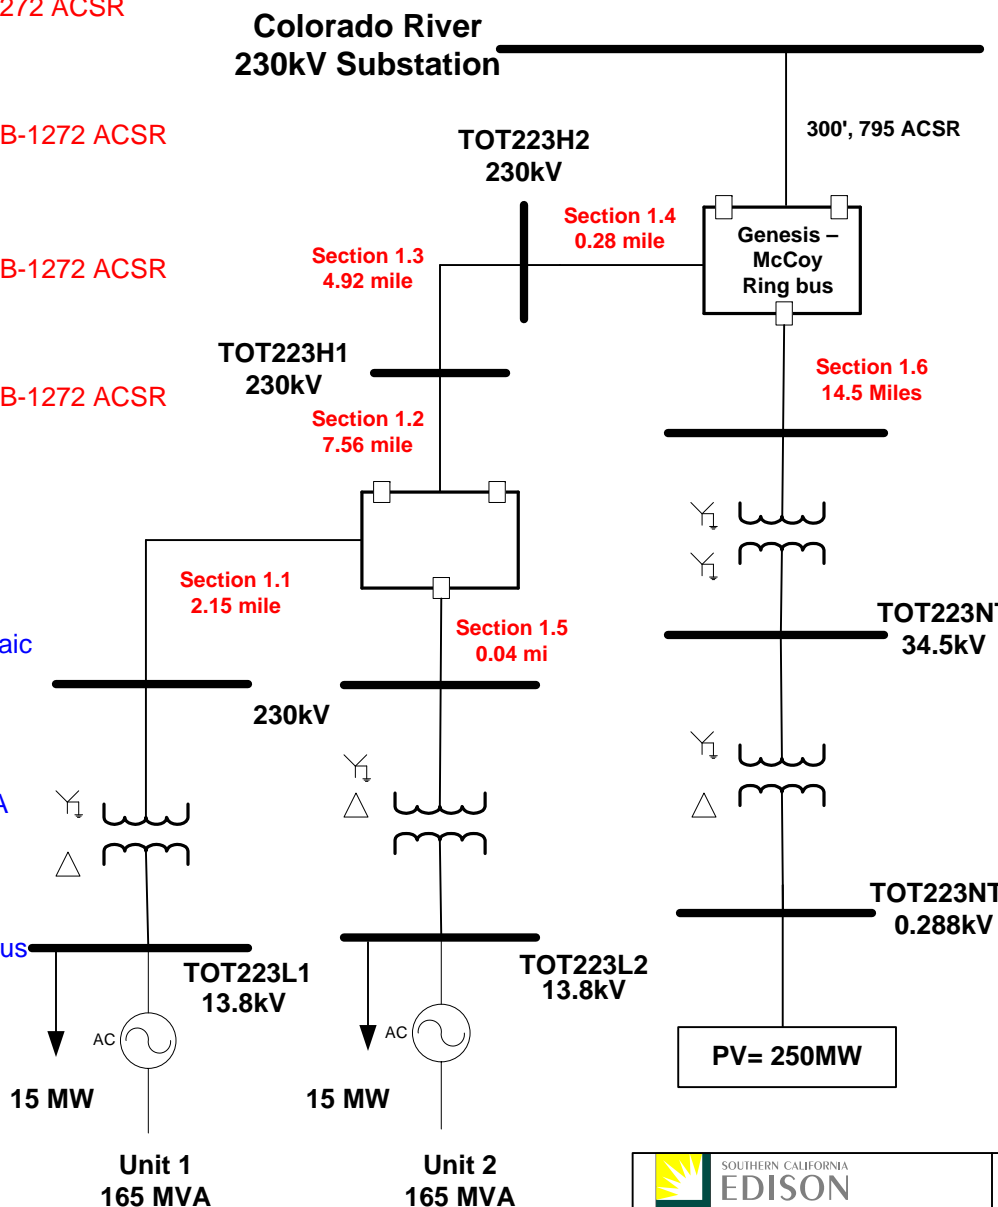 272 ACSR
Colorado River
230kV Substation
B-1272 ACSR
TOT223H2
230kV
300', 795 ACSR
Section 1.4
0.28 mile
Genesis –
McCoy
Ring bus
B-1272 ACSR
Section 1.3
4.92 mile
TOT223H1
230kV
Section 1.6
14.5 Miles
B-1272 ACSR
Section 1.2
7.56 mile
Section 1.1
2.15 mile
Section 1.5
0.04 mi
TOT223NT
34.5kV
aic
230kV
A
TOT223NT
0.288kV
us
TOT223L1
13.8kV
TOT223L2
13.8kV
AC
AC
PV= 250MW
15 MW
15 MW
Unit 1
165 MVA
Unit 2
165 MVA
SOUTHERN CALIFORNIA
EDISON